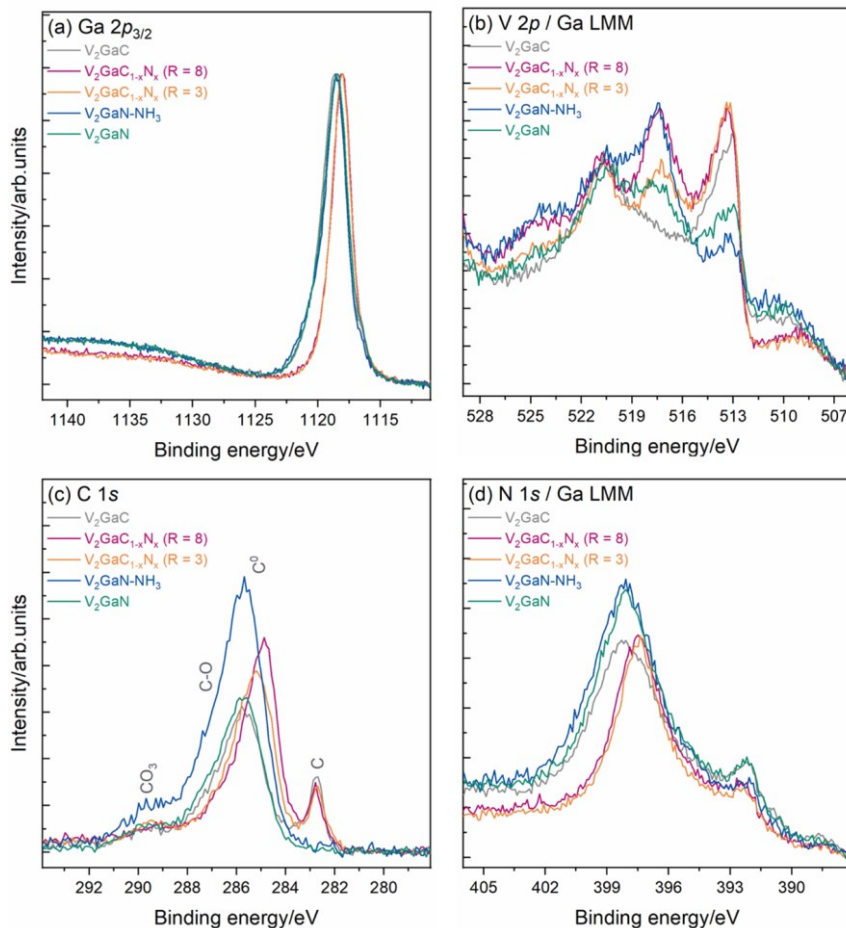 (a) Ga 2p₃/₂
V₂GaC
V₂GaC₁₋ₓNₓ (R = 8)
V₂GaC₁₋ₓNₓ (R = 3)
V₂GaN-NH₃
V₂GaN
Intensity/arb.units
1140 1135 1130 1125 1120 1115
Binding energy/eV
(b) V 2p / Ga LMM
V₂GaC
V₂GaC₁₋ₓNₓ (R = 8)
V₂GaC₁₋ₓNₓ (R = 3)
V₂GaN-NH₃
V₂GaN
528 525 522 519 516 513 510 507
Binding energy/eV
(c) C 1s
V₂GaC
V₂GaC₁₋ₓNₓ (R = 8)
V₂GaC₁₋ₓNₓ (R = 3)
V₂GaN-NH₃
V₂GaN
C⁰
C-O
CO₃
C
Intensity/arb.units
292 290 288 286 284 282 280
Binding energy/eV
(d) N 1s / Ga LMM
V₂GaC
V₂GaC₁₋ₓNₓ (R = 8)
V₂GaC₁₋ₓNₓ (R = 3)
V₂GaN-NH₃
V₂GaN
405 402 399 396 393 390
Binding energy/eV